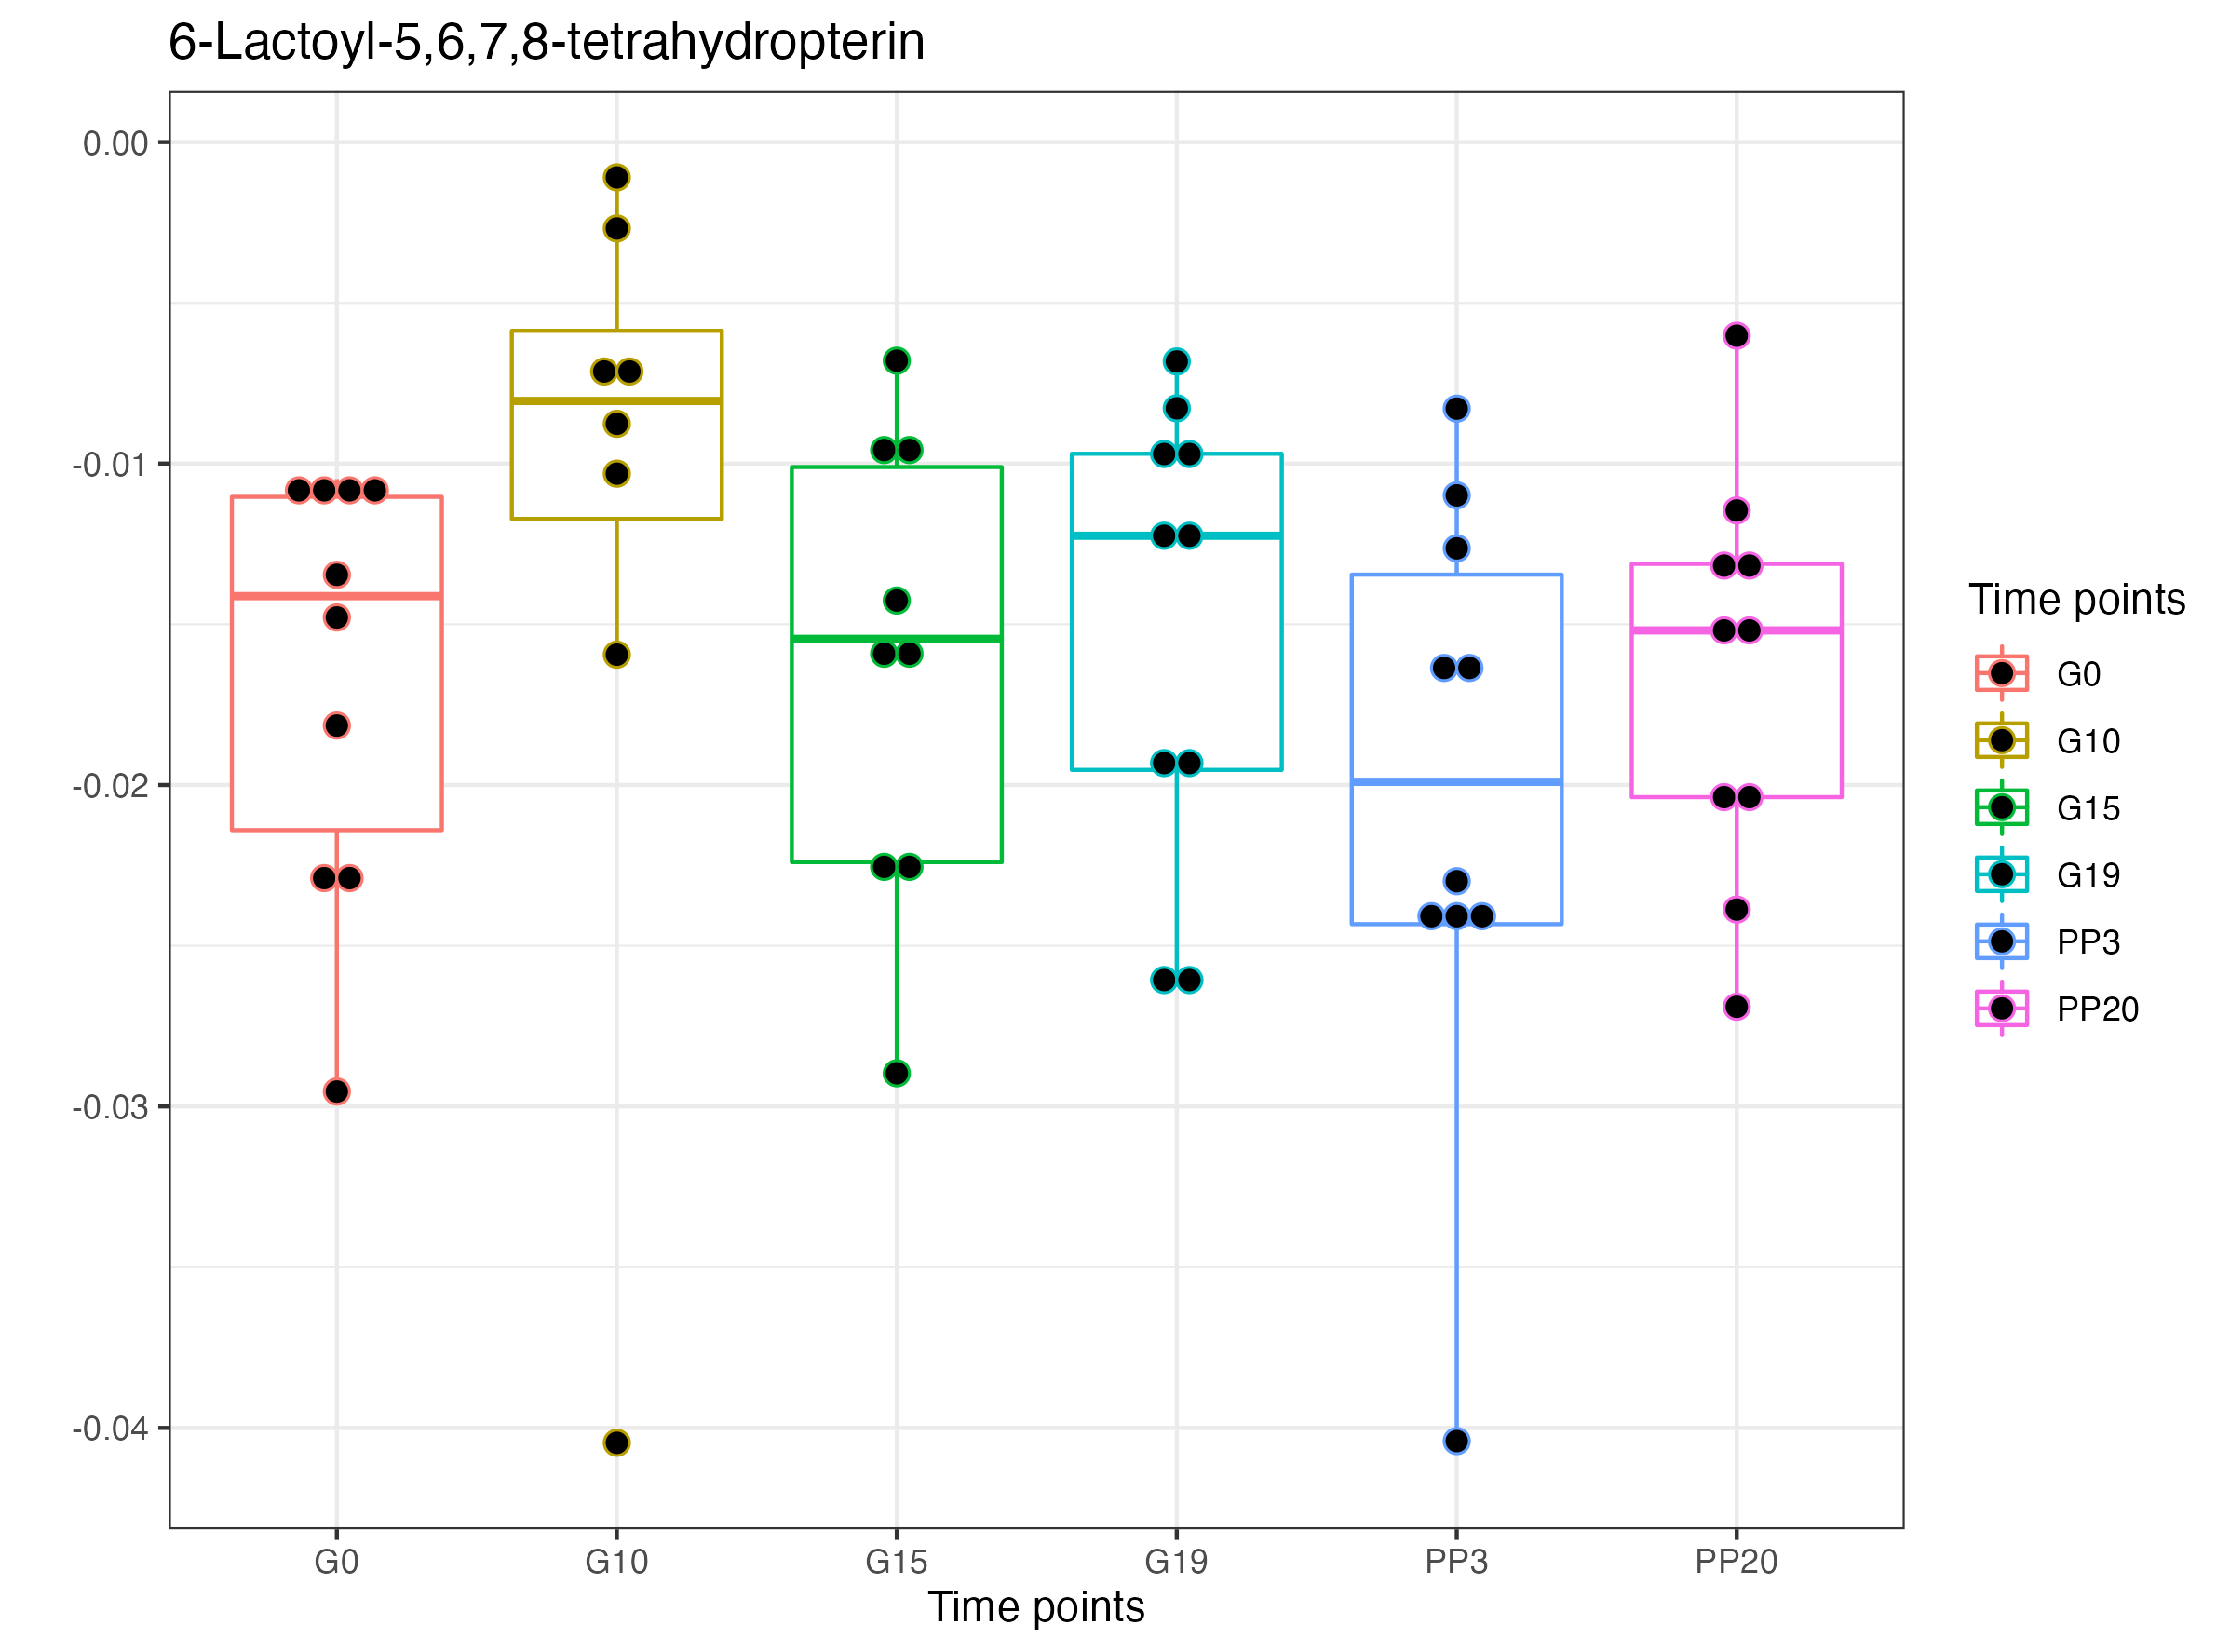 6-Lactoyl-5,6,7,8-tetrahydropterin
0.00
-0.01
-0.02
-0.03
-0.04
G0 G10 G15 G19 PP3 PP20
Time points
Time points
G0
G10
G15
G19
PP3
PP20